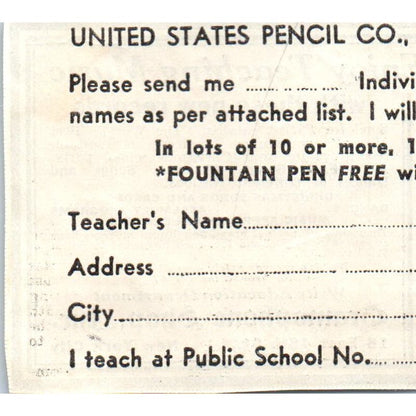 UNITED STATES PENCIL CO.,
Please send me ................ Indivi
names as per attached list. I will
In lots of 10 or more, 1
*FOUNTAIN PEN FREE wi
Teacher's Name................
Address ................
City................
I teach at Public School No.........